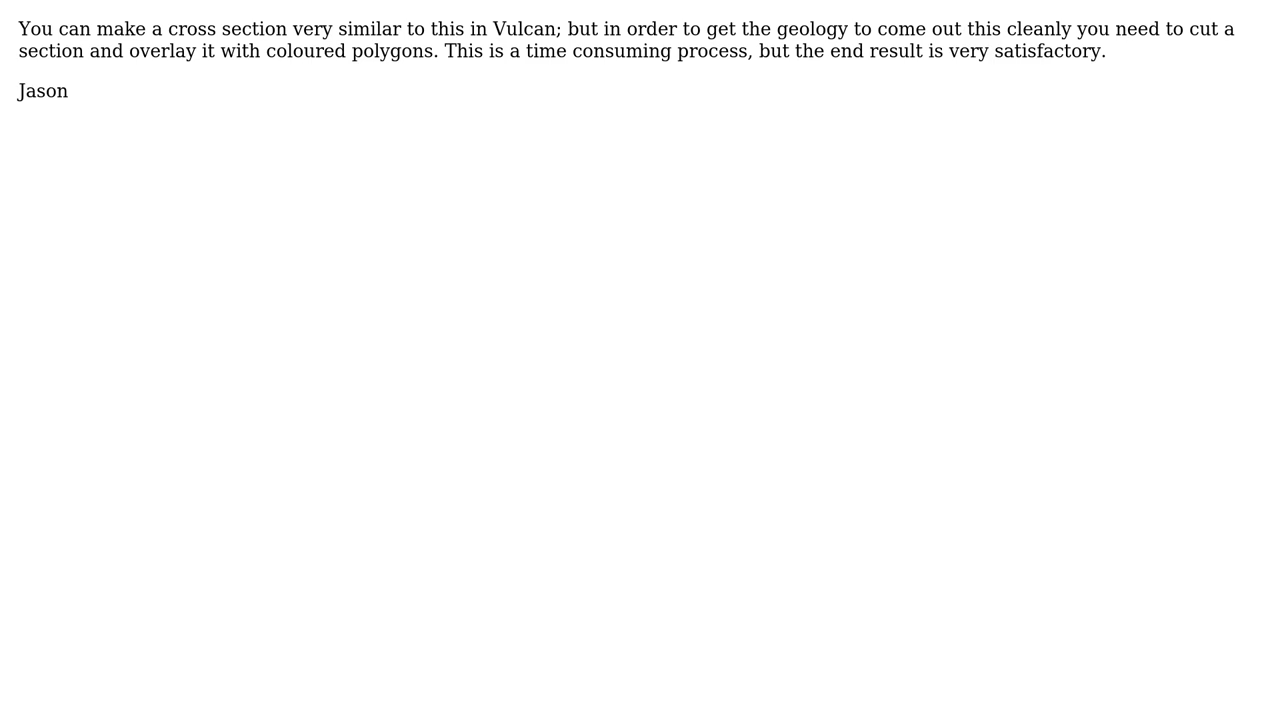 You can make a cross section very similar to this in Vulcan; but in order to get the geology to come out this cleanly you need to cut a
section and overlay it with coloured polygons. This is a time consuming process, but the end result is very satisfactory.
Jason